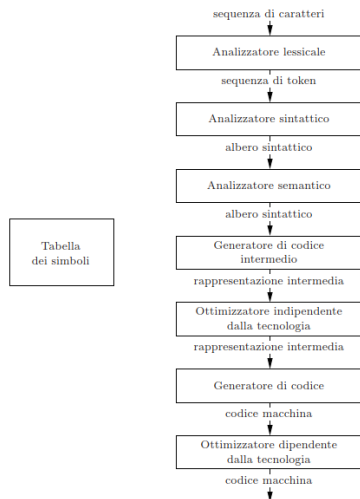 sequenza di caratteri
Analizzatore lessicale
sequenza di token
Analizzatore sintattico
albero sintattico
Analizzatore semantico
albero sintattico
Tabella
dei simboli
Generatore di codice
intermedio
rappresentazione intermedia
Ottimizzatore indipendente
dalla tecnologia
rappresentazione intermedia
Generatore di codice
codice macchina
Ottimizzatore dipendente
dalla tecnologia
codice macchina